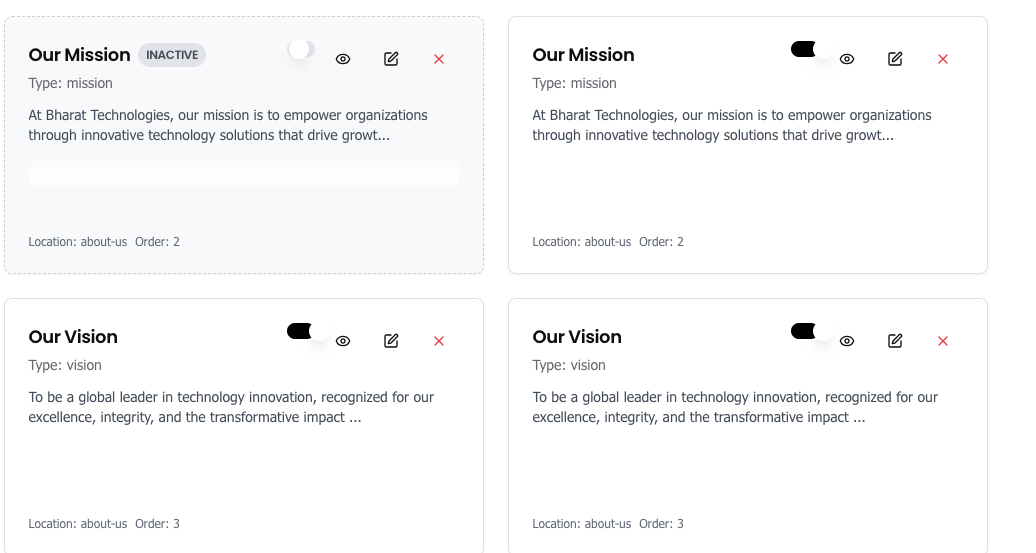 Our Mission INACTIVE
Type: mission
At Bharat Technologies, our mission is to empower organizations
through innovative technology solutions that drive growt...
Location: about-us Order: 2
Our Mission
Type: mission
At Bharat Technologies, our mission is to empower organizations
through innovative technology solutions that drive growt...
Location: about-us Order: 2
Our Vision
Type: vision
To be a global leader in technology innovation, recognized for our
excellence, integrity, and the transformative impact ...
Location: about-us Order: 3
Our Vision
Type: vision
To be a global leader in technology innovation, recognized for our
excellence, integrity, and the transformative impact ...
Location: about-us Order: 3